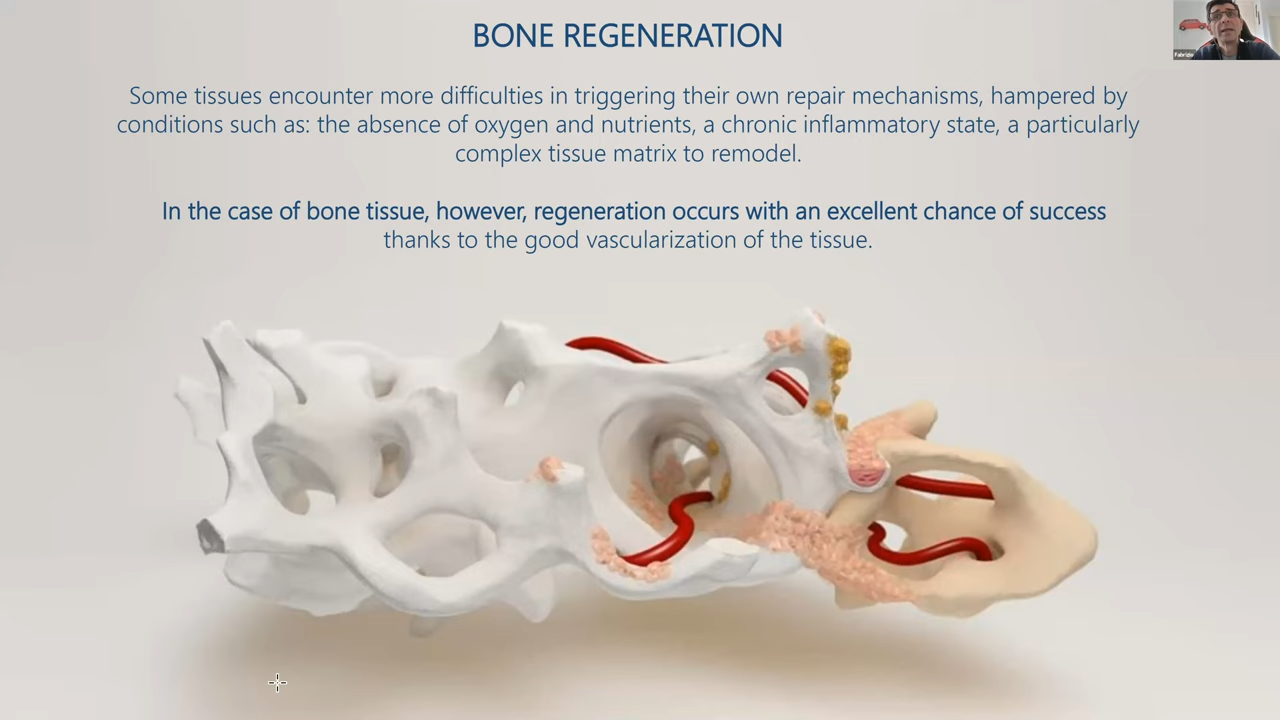 BONE REGENERATION
Some tissues encounter more difficulties in triggering their own repair mechanisms, hampered by
conditions such as: the absence of oxygen and nutrients, a chronic inflammatory state, a particularly
complex tissue matrix to remodel.
In the case of bone tissue, however, regeneration occurs with an excellent chance of success
thanks to the good vascularization of the tissue.
Fabrizio